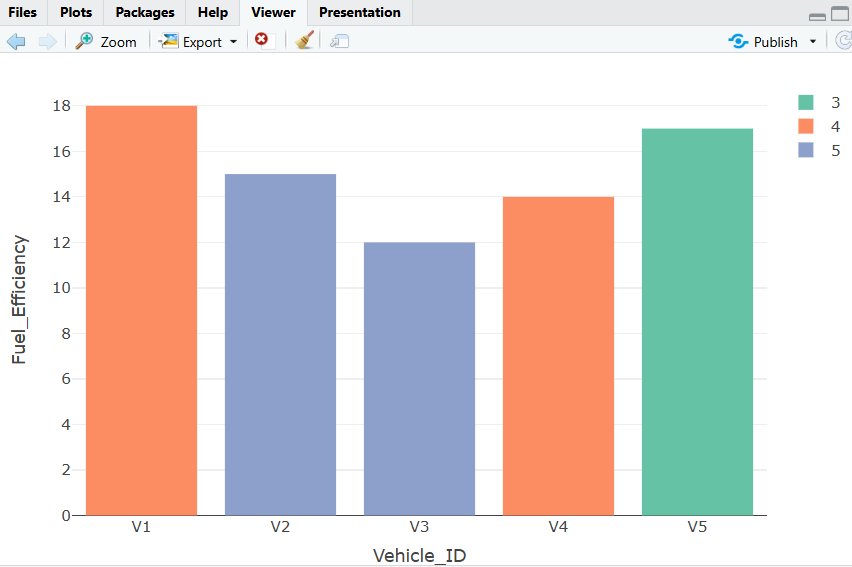 Files Plots Packages Help Viewer Presentation
Zoom Export Publish
18
16
14
12
10
8
6
4
2
0
Fuel_Efficiency
V1 V2 V3 V4 V5
Vehicle_ID
3
4
5